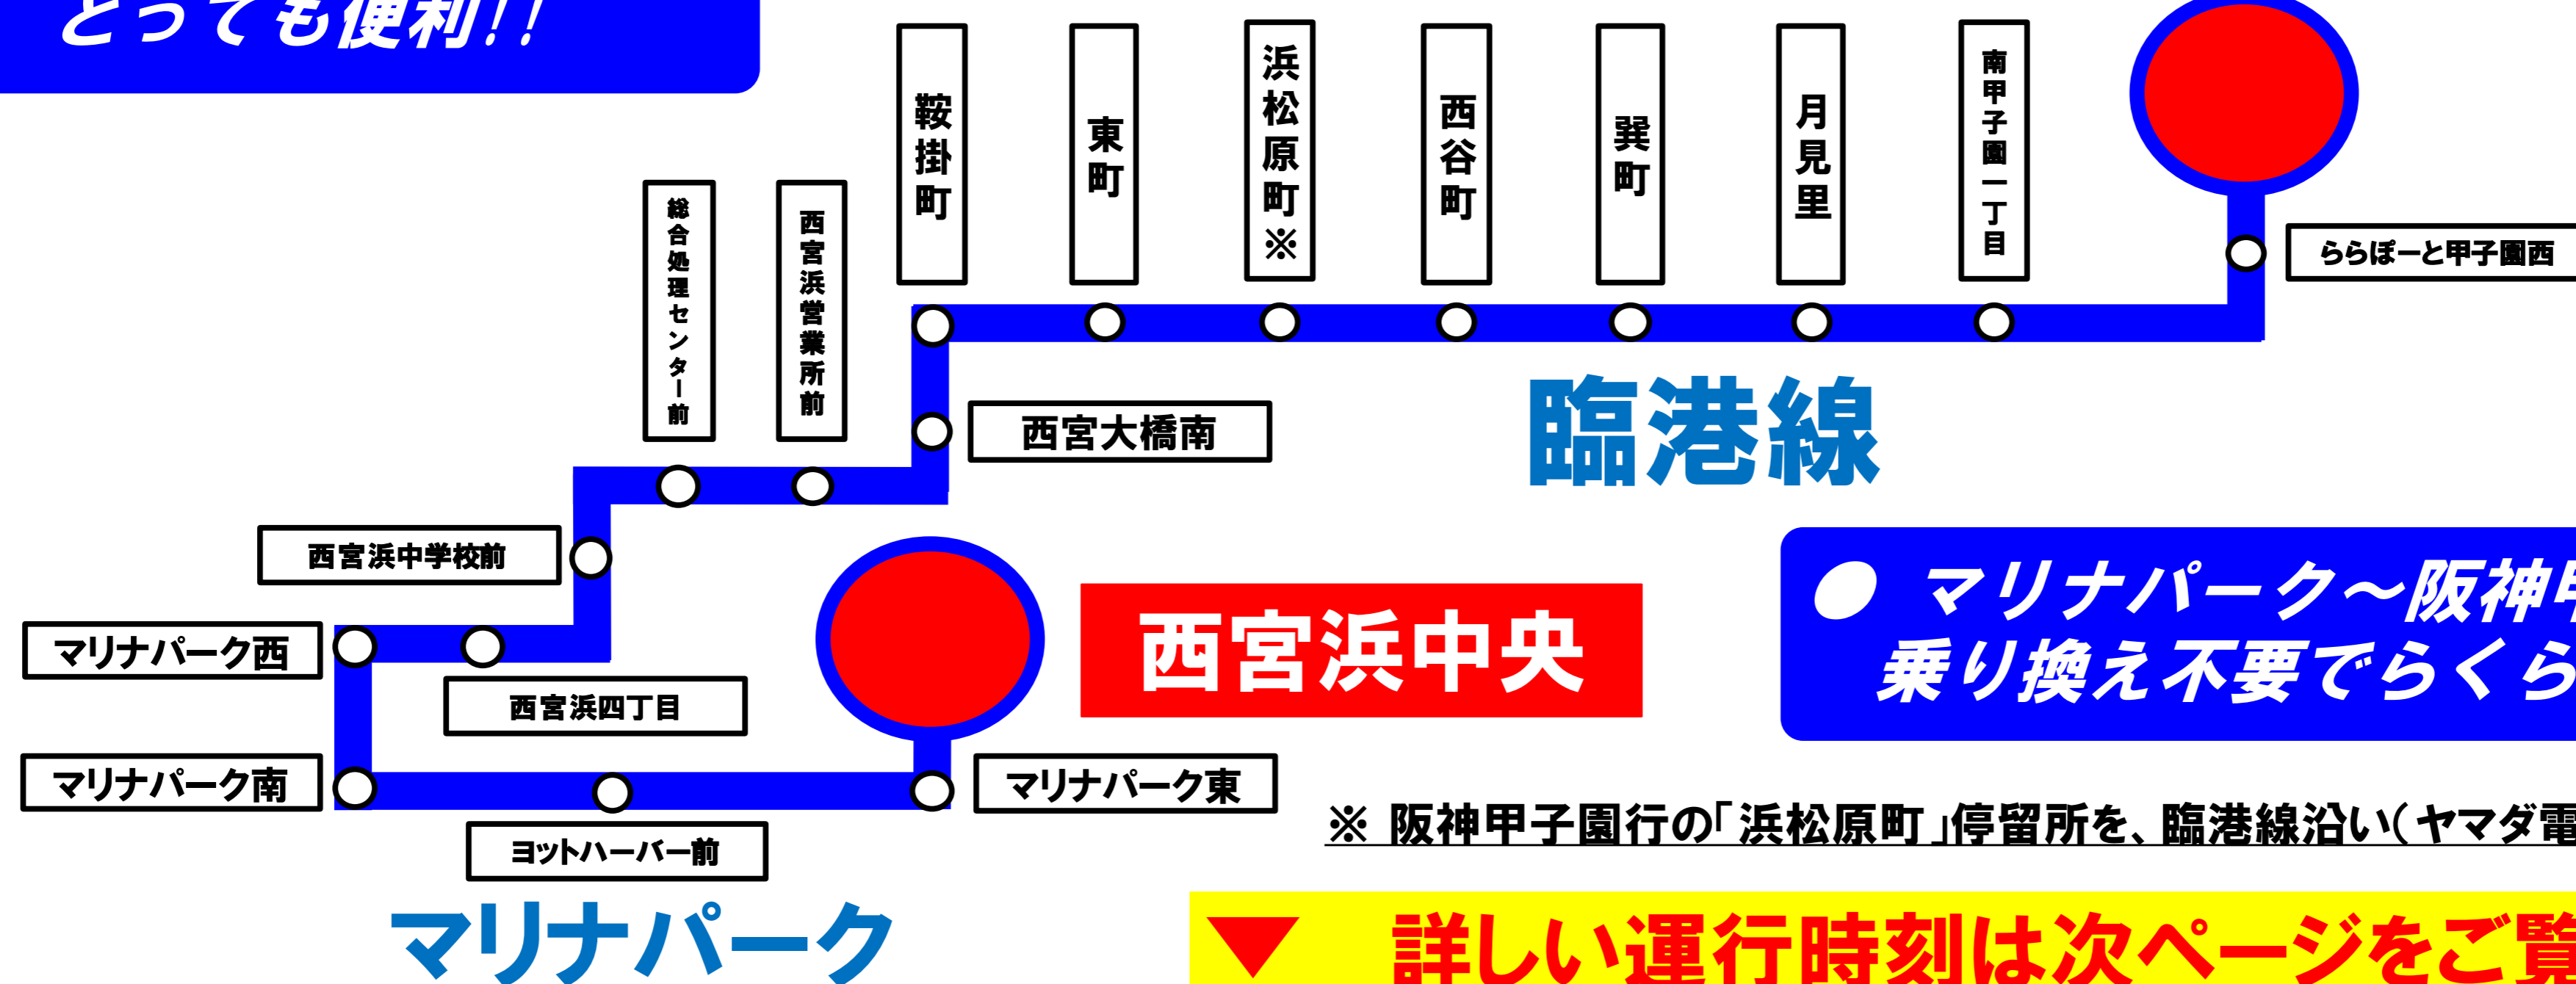 とっても便利!!
鞍掛町
東町
浜松原町※
西谷町
巽町
月見里
南甲子園一丁目
ららぽーと甲子園西
総合処理センター前
西宮浜営業所前
西宮大橋南
臨港線
西宮浜中学校前
マリナパーク西
西宮浜四丁目
西宮浜中央
● マリナパーク～阪神甲
乗り換え不要でらくら
マリナパーク南
マリナパーク東
ヨットハーバー前
※ 阪神甲子園行の「浜松原町」停留所を、臨港線沿い(ヤマダ電
マリナパーク
▼ 詳しい運行時刻は次ページをご覧